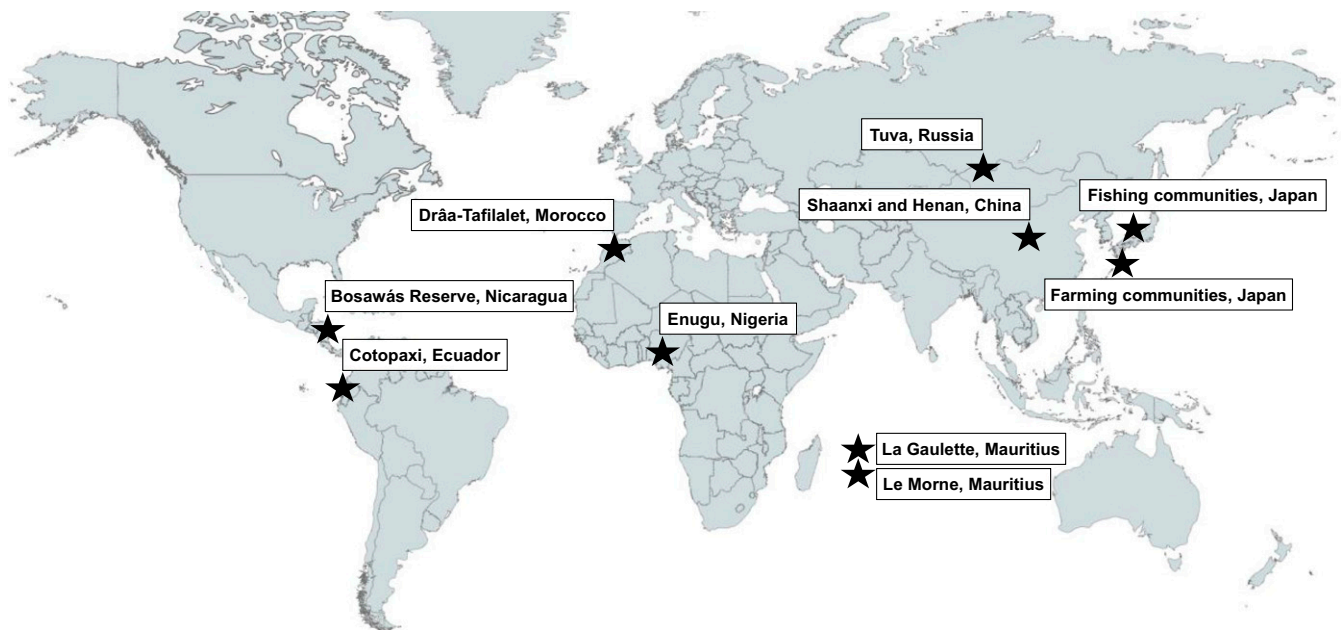 Tuva, Russia
Fishing communities, Japan
Shaanxi and Henan, China
Drâa-Tafilalet, Morocco
Bosawás Reserve, Nicaragua
Farming communities, Japan
Enugu, Nigeria
Cotopaxi, Ecuador
La Gaulette, Mauritius
Le Morne, Mauritius